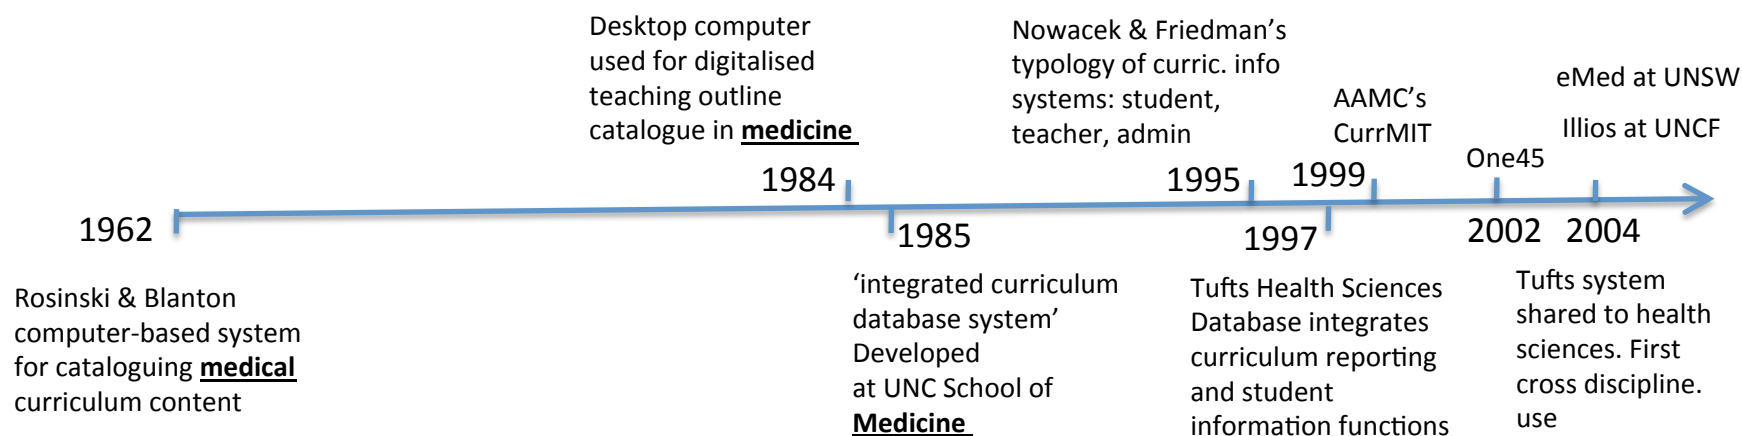 Desktop computer
used for digitalised
teaching outline
catalogue in medicine
1984
Nowacek & Friedman’s
typology of curric. info
systems: student,
teacher, admin
1995
AAMC’s
CurrMIT
1999
One45
eMed at UNSW
Illios at UNCF
1962
Rosinski & Blanton
computer-based system
for cataloguing medical
curriculum content
1985
‘integrated curriculum
database system’
Developed
at UNC School of
Medicine
1997
Tufts Health Sciences
Database integrates
curriculum reporting
and student
information functions
2002
2004
Tufts system
shared to health
sciences. First
cross discipline.
use